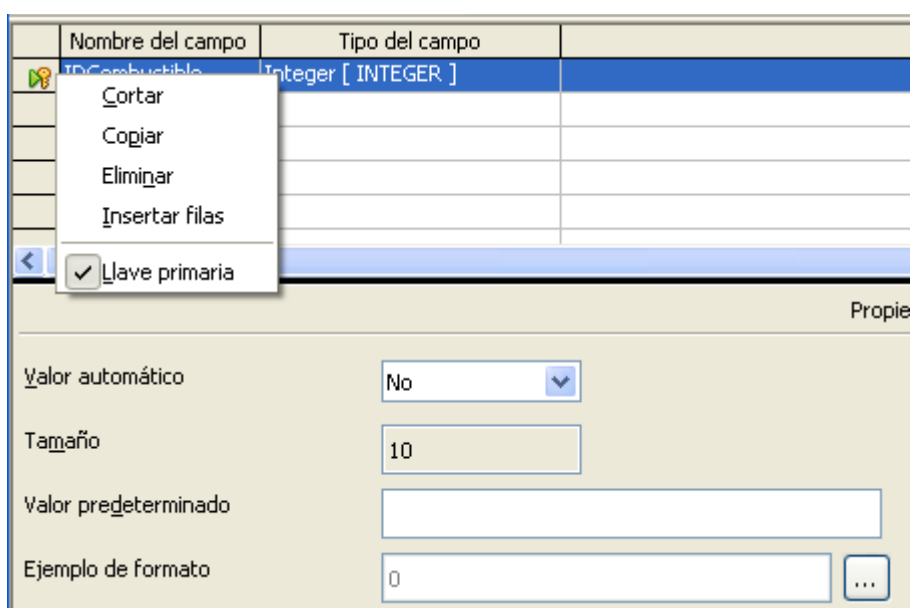 Nombre del campo Tipo del campo
IDCombustible Integer [ INTEGER ]
Cortar
Copiar
Eliminar
Insertar filas
Llave primaria
Propie
Valor automático No
Tamaño 10
Valor predeterminado
Ejemplo de formato 0 ...